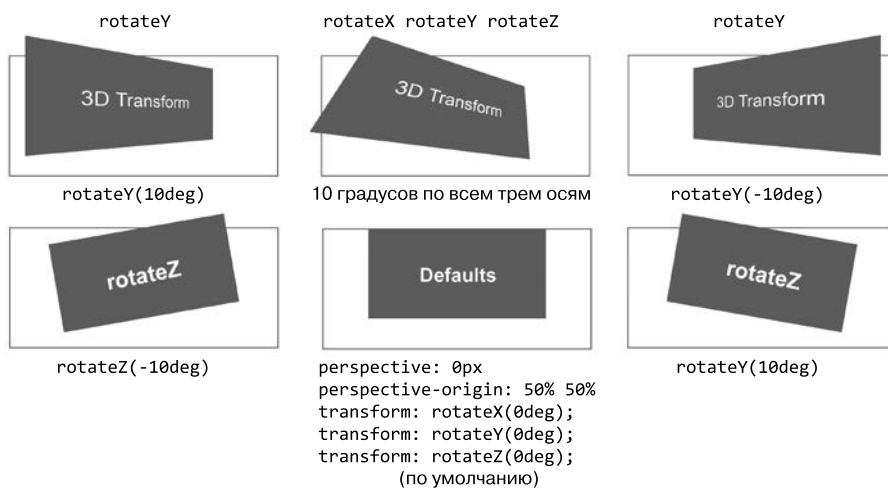 rotateY
rotateX rotateY rotateZ
rotateY
3D Transform
3D Transform
3D Transform
rotateY(10deg)
10 градусов по всем трем осям
rotateY(-10deg)
rotateZ
Defaults
rotateZ
rotateZ(-10deg)
perspective: 0px
perspective-origin: 50% 50%
transform: rotateX(0deg);
transform: rotateY(0deg);
transform: rotateZ(0deg);
(по умолчанию)
rotateY(10deg)